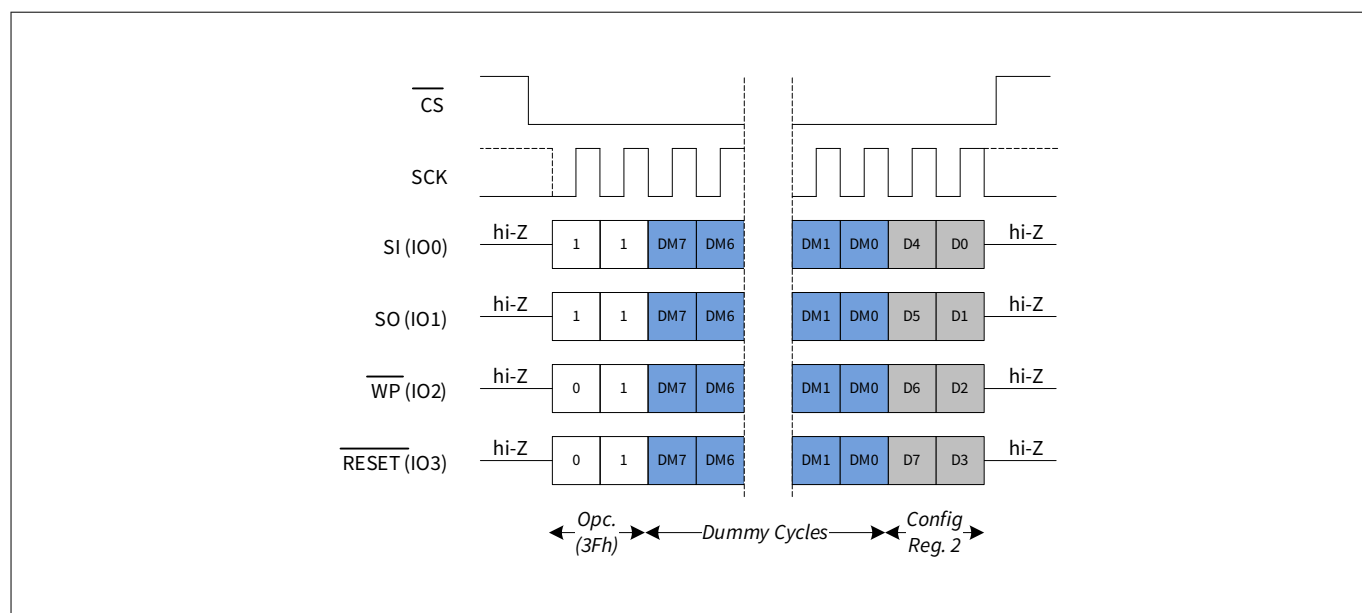 CS
SCK
hi-Z 1 1 DM7 DM6 DM1 DM0 D4 D0 hi-Z
SI (IO0)
hi-Z 1 1 DM7 DM6 DM1 DM0 D5 D1 hi-Z
SO (IO1)
hi-Z 0 1 DM7 DM6 DM1 DM0 D6 D2 hi-Z
WP (IO2)
hi-Z 0 1 DM7 DM6 DM1 DM0 D7 D3 hi-Z
RESET (IO3)
Opc.
(3Fh)
Dummy Cycles
Config
Reg. 2